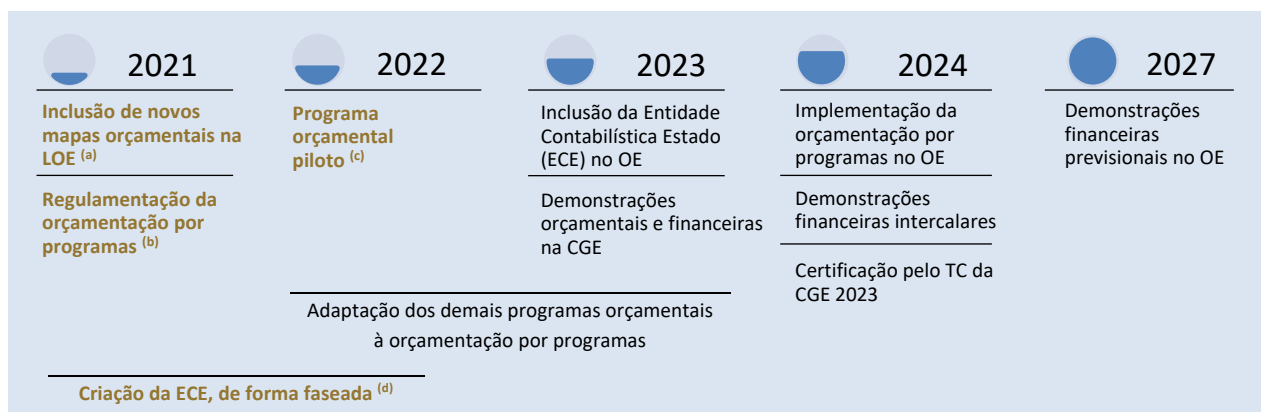 2021
Inclusão de novos
mapas orçamentais na
LOE (a)
Regulamentação da
orçamentação por
programas (b)
2022
Programa
orçamental
piloto (c)
2023
Inclusão da Entidade
Contabilística Estado
(ECE) no OE
Demonstrações
orçamentais e financeiras
na CGE
2024
Implementação da
orçamentação por
programas no OE
Demonstrações
financeiras intercalares
Certificação pelo TC da
CGE 2023
2027
Demonstrações
financeiras
previsionais no OE
Adaptação dos demais programas orçamentais
à orçamentação por programas
Criação da ECE, de forma faseada (d)